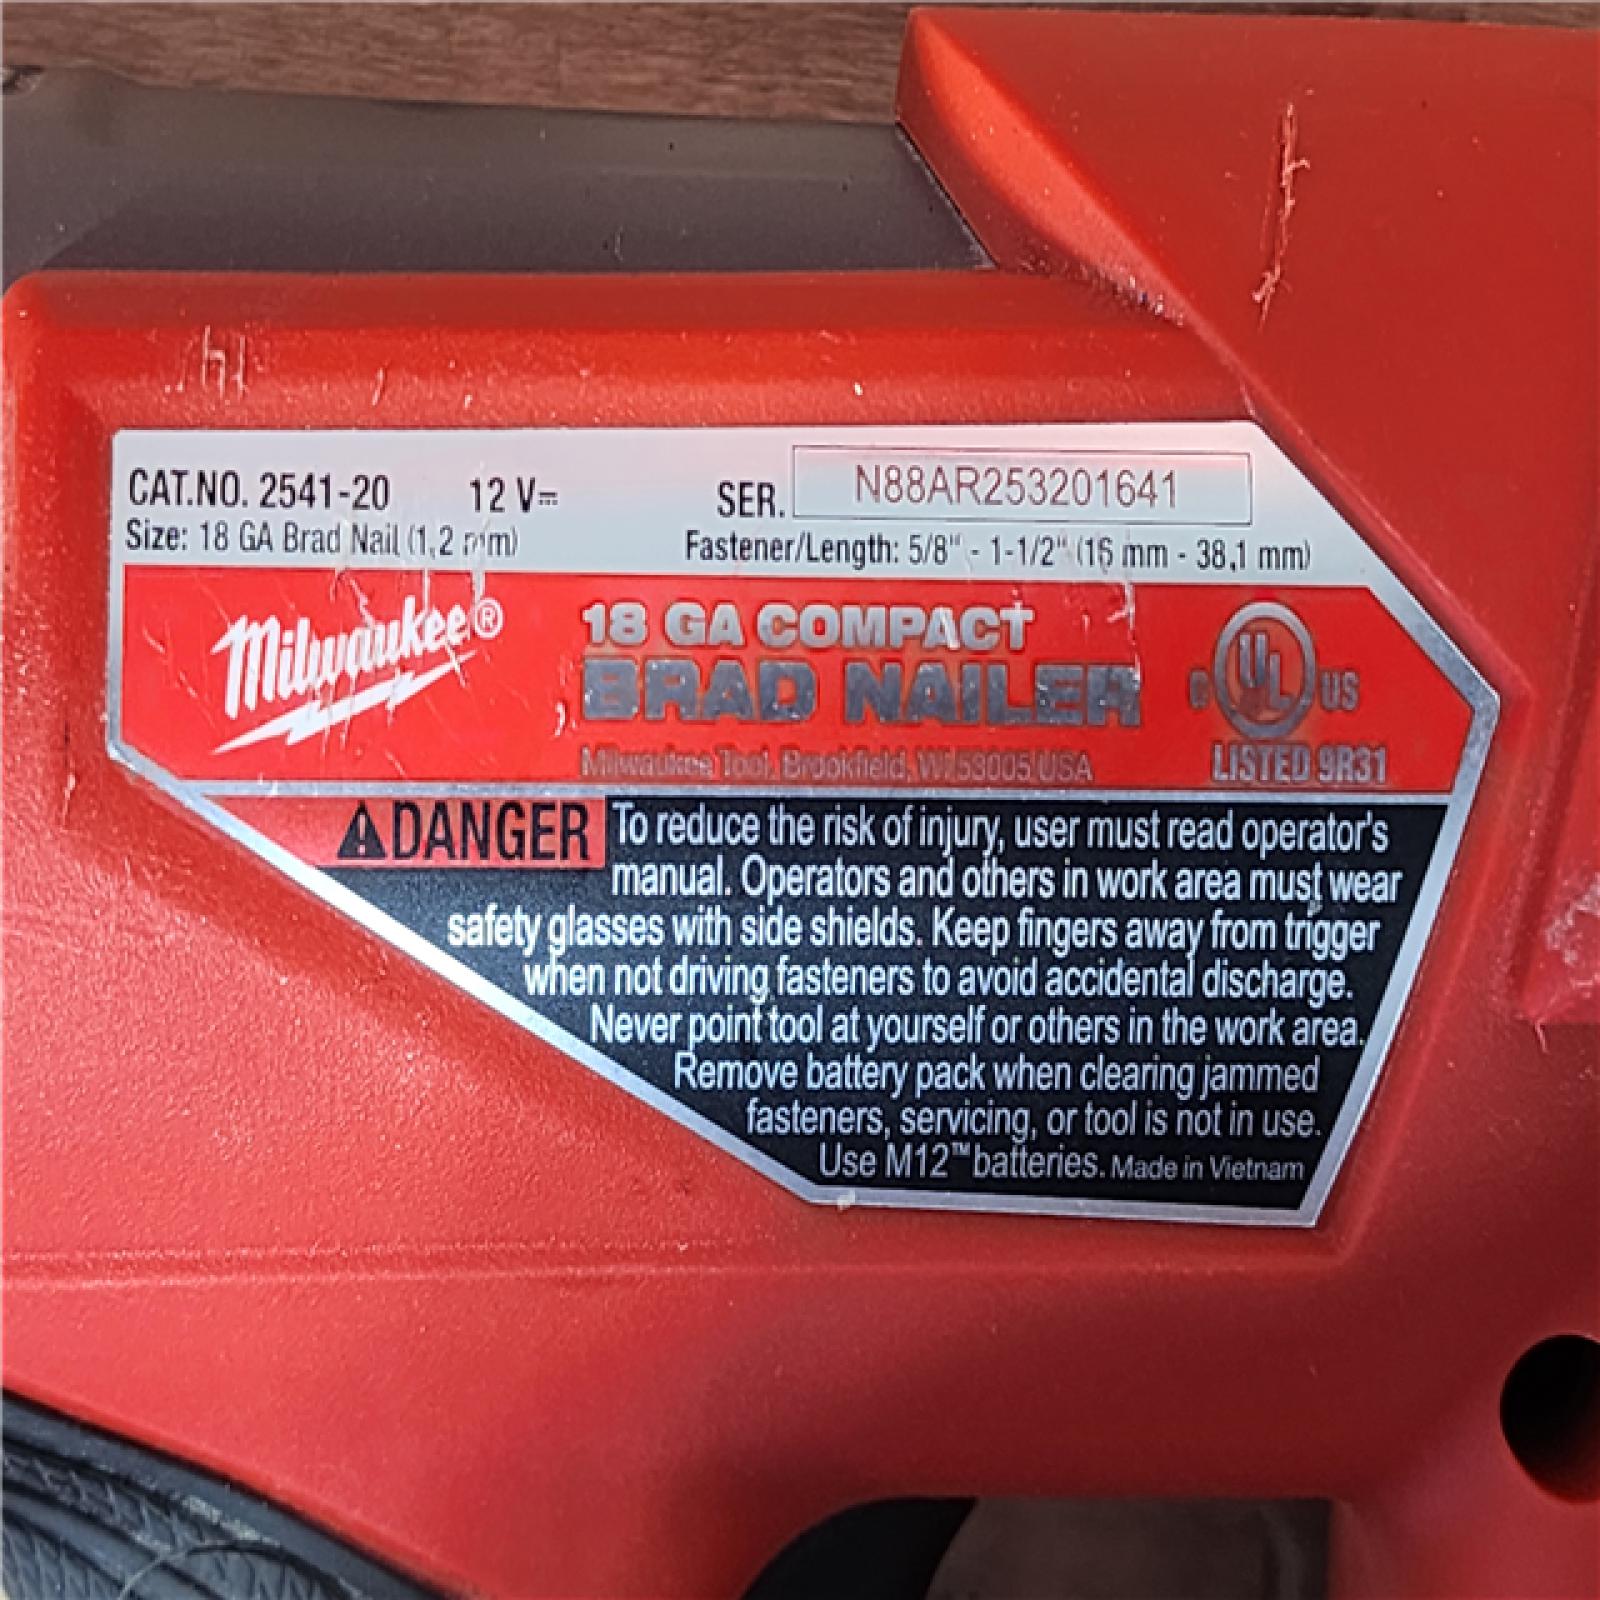 CAT.NO. 2541-20 12 V⎓ SER. N88AR253201641
Size: 18 GA Brad Nail (1,2 mm) Fastener/Length: 5/8" - 1-1/2" (16 mm - 38,1 mm)
Milwaukee®
18 GA COMPACT
BRAD NAILER
Milwaukee Tool, Brookfield, WI 53005 USA
C UL US
LISTED 9R31
⚠DANGER To reduce the risk of injury, user must read operator's
manual. Operators and others in work area must wear
safety glasses with side shields. Keep fingers away from trigger
when not driving fasteners to avoid accidental discharge.
Never point tool at yourself or others in the work area.
Remove battery pack when clearing jammed
fasteners, servicing, or tool is not in use.
Use M12™ batteries. Made in Vietnam